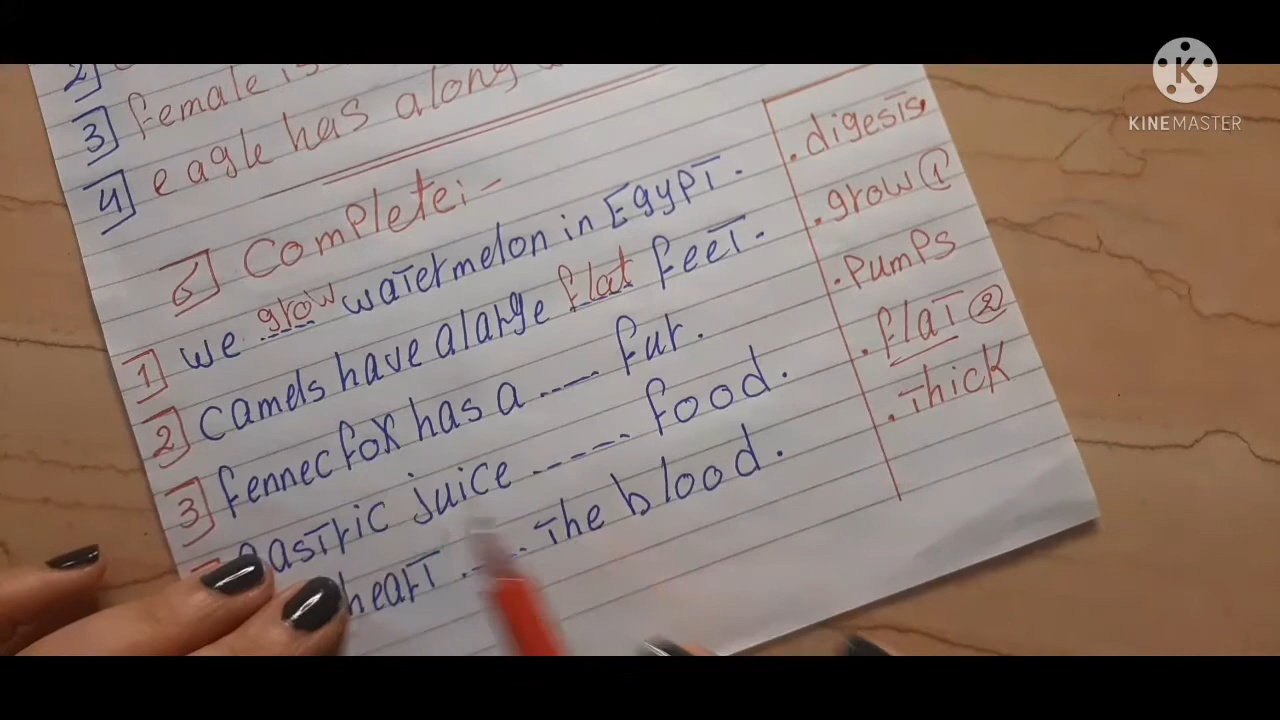 2]
3] female is
4] eagle has along
6] Complete:-
1] we grow watermelon in Egypt.
2] Camels have alarge flat feet.
3] fennec fox has a ---- fur.
gastric juice ----- food.
heart ---- the blood.
. digesis.
. grow ①
. Pumps
. flat ②
. Thick
K
KINEMASTER